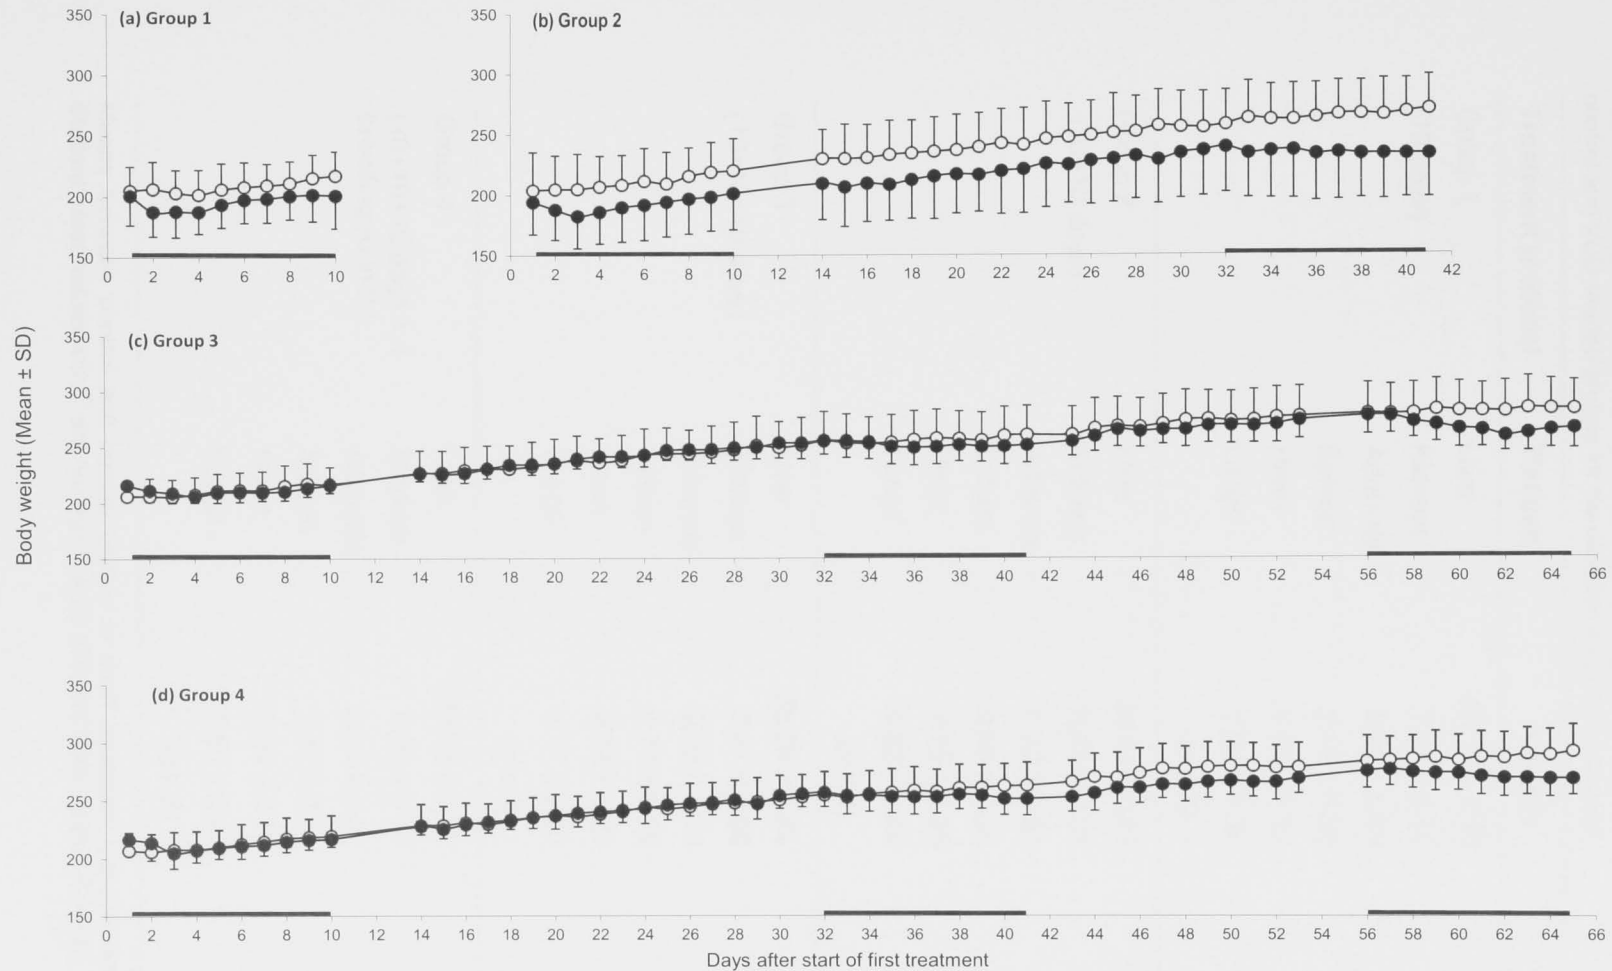 (a) Group 1
350
300
250
200
150
0 2 4 6 8 10
(b) Group 2
350
300
250
200
150
0 2 4 6 8 10 12 14 16 18 20 22 24 26 28 30 32 34 36 38 40 42
Body weight (Mean ± SD)
(c) Group 3
350
300
250
200
150
0 2 4 6 8 10 12 14 16 18 20 22 24 26 28 30 32 34 36 38 40 42 44 46 48 50 52 54 56 58 60 62 64 66
(d) Group 4
350
300
250
200
150
0 2 4 6 8 10 12 14 16 18 20 22 24 26 28 30 32 34 36 38 40 42 44 46 48 50 52 54 56 58 60 62 64 66
Days after start of first treatment